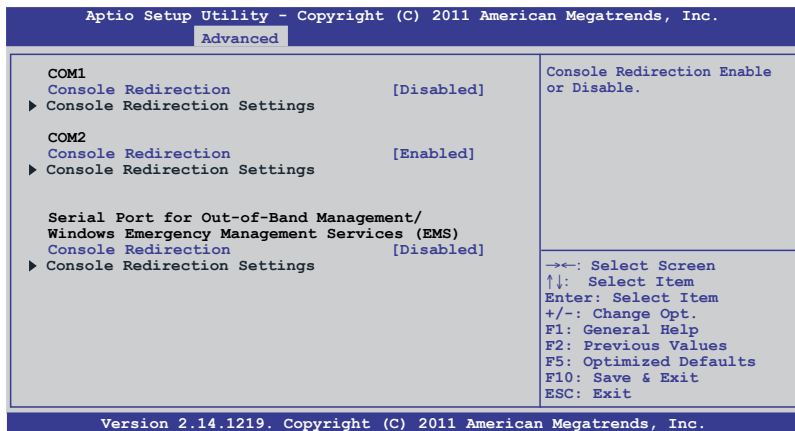 Aptio Setup Utility - Copyright (C) 2011 American Megatrends, Inc.
Advanced
COM1
Console Redirection [Disabled]
▶ Console Redirection Settings
COM2
Console Redirection [Enabled]
▶ Console Redirection Settings
Serial Port for Out-of-Band Management/
Windows Emergency Management Services (EMS)
Console Redirection [Disabled]
▶ Console Redirection Settings
Console Redirection Enable
or Disable.
→←: Select Screen
↑↓: Select Item
Enter: Select Item
+/-: Change Opt.
F1: General Help
F2: Previous Values
F5: Optimized Defaults
F10: Save & Exit
ESC: Exit
Version 2.14.1219. Copyright (C) 2011 American Megatrends, Inc.